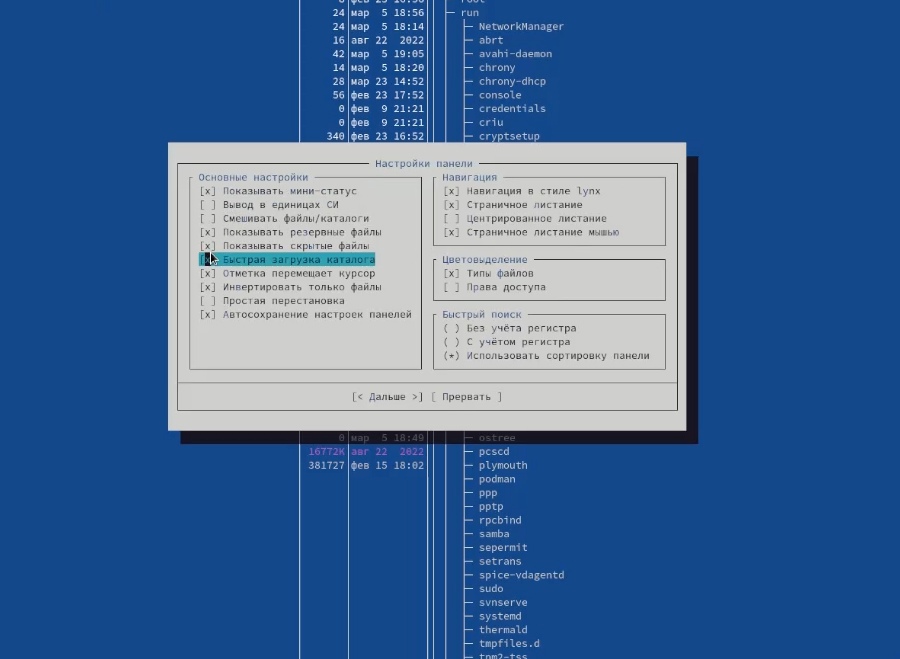 24 мар 5 18:56 run
24 мар 5 18:14 NetworkManager
16 авг 22 2022 abrt
42 мар 5 19:05 avahi-daemon
14 мар 5 18:20 chrony
28 мар 23 14:52 chrony-dhcp
56 фев 23 17:52 console
0 фев 9 21:21 credentials
0 фев 9 21:21 criu
340 фев 23 16:52 cryptsetup
Настройки панели
Основные настройки
[x] Показывать мини-статус
[ ] Вывод в единицах СИ
[ ] Смешивать файлы/каталоги
[x] Показывать резервные файлы
[x] Показывать скрытые файлы
[x] Быстрая загрузка каталога
[x] Отметка перемещает курсор
[x] Инвертировать только файлы
[ ] Простая перестановка
[x] Автосохранение настроек панелей
Навигация
[x] Навигация в стиле lynx
[x] Страничное листание
[ ] Центрированное листание
[x] Страничное листание мышью
Цветовыделение
[x] Типы файлов
[ ] Права доступа
Быстрый поиск
( ) Без учёта регистра
( ) С учётом регистра
(*) Использовать сортировку панели
[< Дальше >] [ Прервать ]
0 мар 5 18:49 ostree
16772K авг 22 2022 pcscd
381727 фев 15 18:02 plymouth
podman
ppp
pptp
rpcbind
samba
sepermit
setrans
spice-vdagentd
sudo
svnserve
systemd
thermald
tmpfiles.d
tpm2-tss